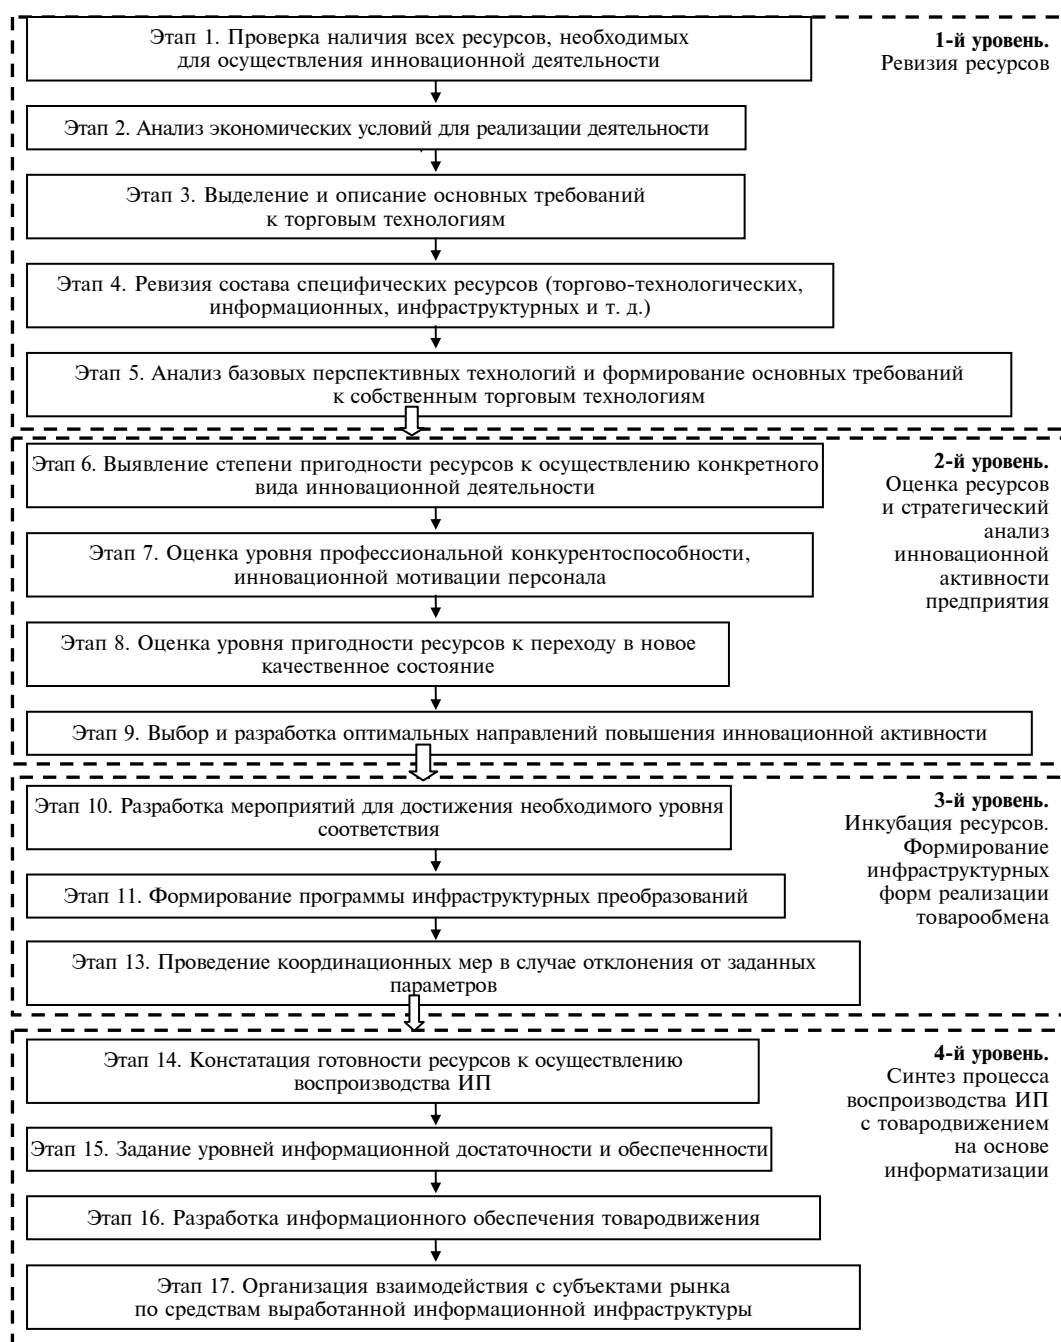 Этап 1. Проверка наличия всех ресурсов, необходимых
для осуществления инновационной деятельности
1-й уровень.
Ревизия ресурсов
Этап 2. Анализ экономических условий для реализации деятельности
Этап 3. Выделение и описание основных требований
к торговым технологиям
Этап 4. Ревизия состава специфических ресурсов (торгово-технологических,
информационных, инфраструктурных и т. д.)
Этап 5. Анализ базовых перспективных технологий и формирование основных требований
к собственным торговым технологиям
Этап 6. Выявление степени пригодности ресурсов к осуществлению конкретного
вида инновационной деятельности
2-й уровень.
Оценка ресурсов
и стратегический
анализ
инновационной
активности
предприятия
Этап 7. Оценка уровня профессиональной конкурентоспособности,
инновационной мотивации персонала
Этап 8. Оценка уровня пригодности ресурсов к переходу в новое
качественное состояние
Этап 9. Выбор и разработка оптимальных направлений повышения инновационной активности
Этап 10. Разработка мероприятий для достижения необходимого уровня
соответствия
3-й уровень.
Инкубация ресурсов.
Формирование
инфраструктурных
форм реализации
товарообмена
Этап 11. Формирование программы инфраструктурных преобразований
Этап 13. Проведение координационных мер в случае отклонения от заданных
параметров
Этап 14. Констатация готовности ресурсов к осуществлению
воспроизводства ИП
4-й уровень.
Синтез процесса
воспроизводства ИП
с товародвижением
на основе
информатизации
Этап 15. Задание уровней информационной достаточности и обеспеченности
Этап 16. Разработка информационного обеспечения товародвижения
Этап 17. Организация взаимодействия с субъектами рынка
по средствам выработанной информационной инфраструктуры